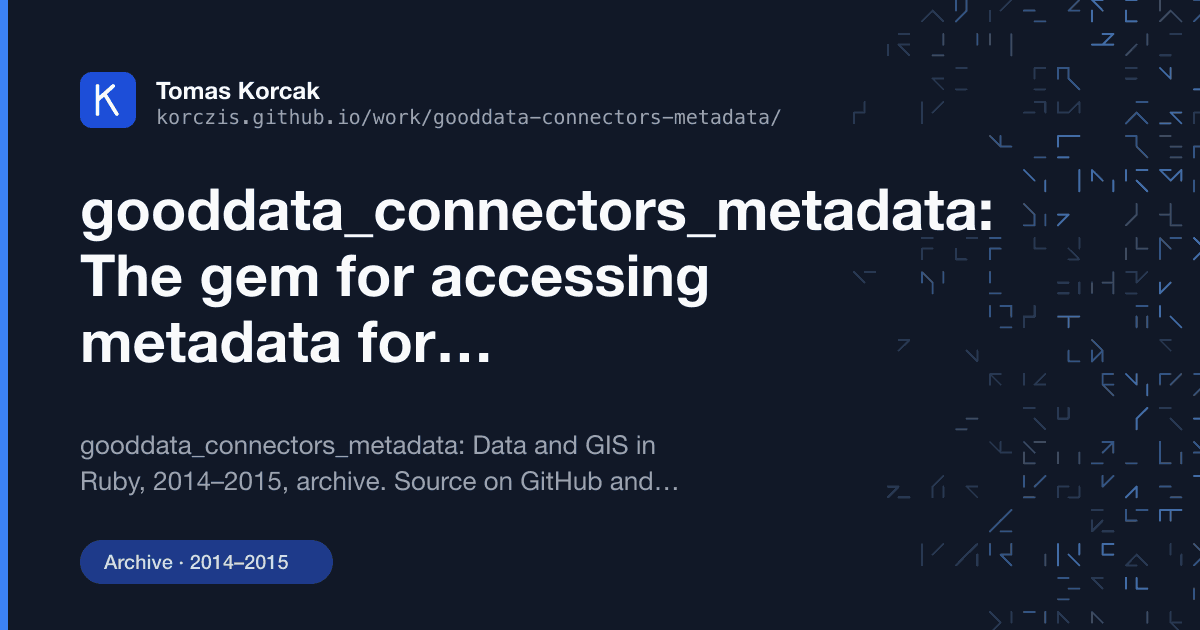 K
Tomas Korcak
korczis.github.io/work/gooddata-connectors-metadata/
gooddata_connectors_metadata:
The gem for accessing
metadata for…
gooddata_connectors_metadata: Data and GIS in
Ruby, 2014–2015, archive. Source on GitHub and…
Archive · 2014–2015